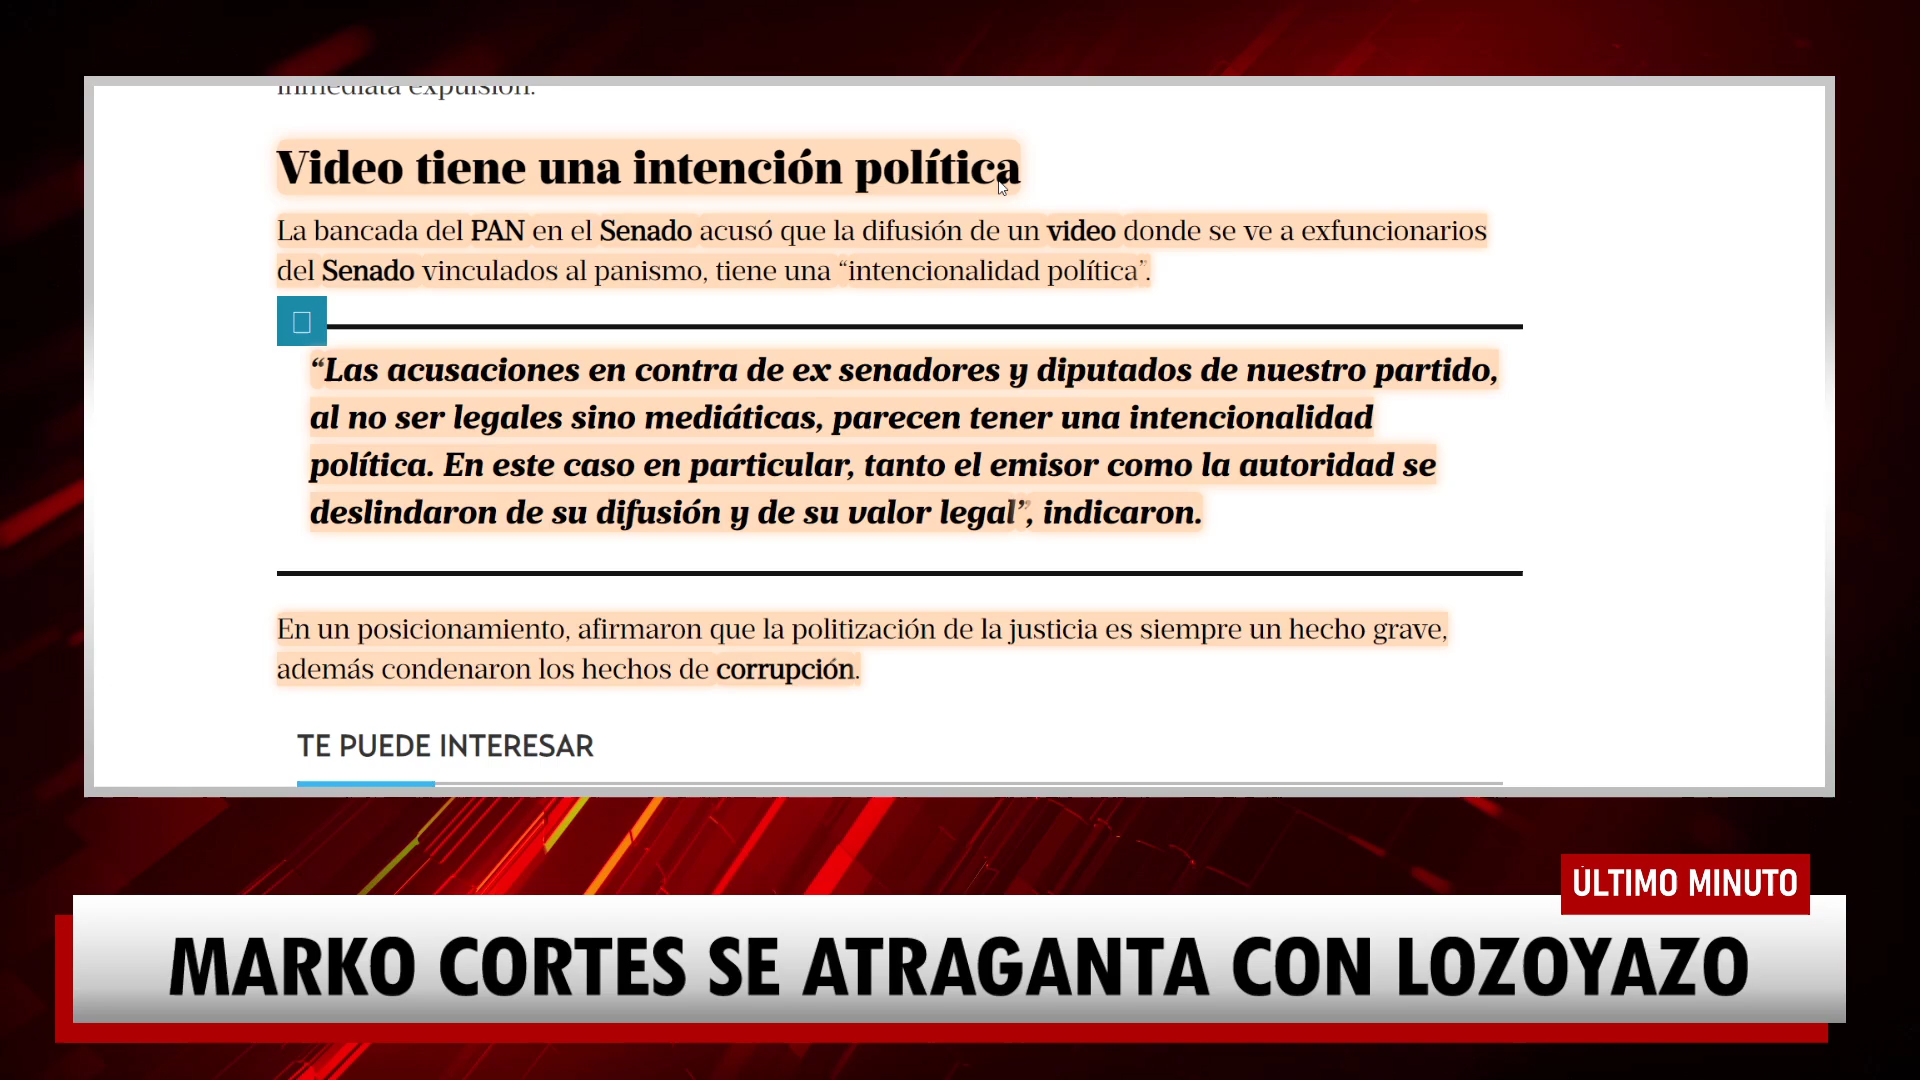 inmediata expulsión.
Video tiene una intención política
La bancada del PAN en el Senado acusó que la difusión de un video donde se ve a exfuncionarios
del Senado vinculados al panismo, tiene una “intencionalidad política”.
“Las acusaciones en contra de ex senadores y diputados de nuestro partido,
al no ser legales sino mediáticas, parecen tener una intencionalidad
política. En este caso en particular, tanto el emisor como la autoridad se
deslindaron de su difusión y de su valor legal”, indicaron.
En un posicionamiento, afirmaron que la politización de la justicia es siempre un hecho grave,
además condenaron los hechos de corrupción.
TE PUEDE INTERESAR
ÚLTIMO MINUTO
MARKO CORTES SE ATRAGANTA CON LOZOYAZO